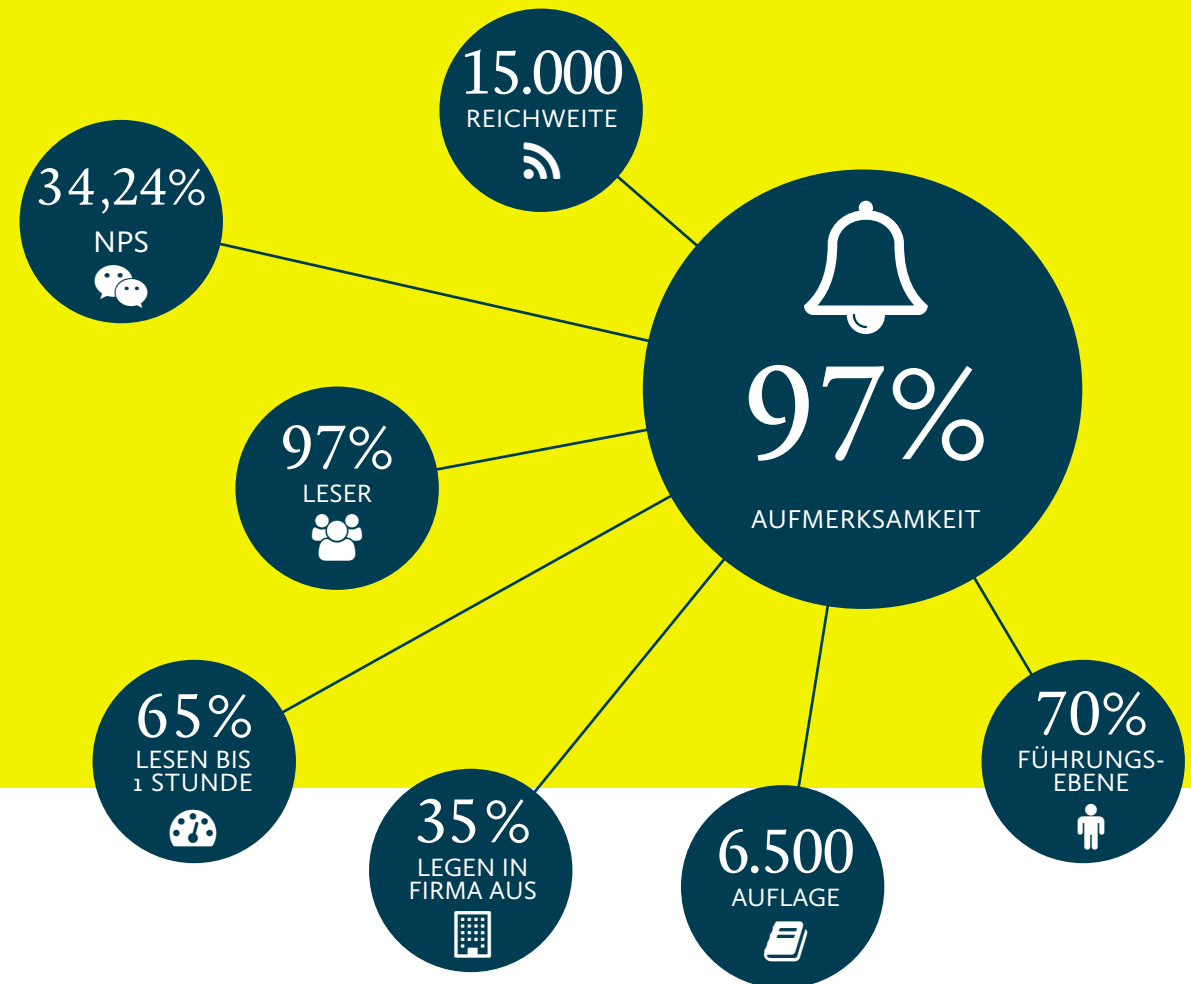 15.000
REICHWEITE
34,24%
NPS
97%
AUFMERKSAMKEIT
97%
LESER
65%
LESEN BIS
1 STUNDE
35%
LEGEN IN
FIRMA AUS
6.500
AUFLAGE
70%
FÜHRUNGS-
EBENE